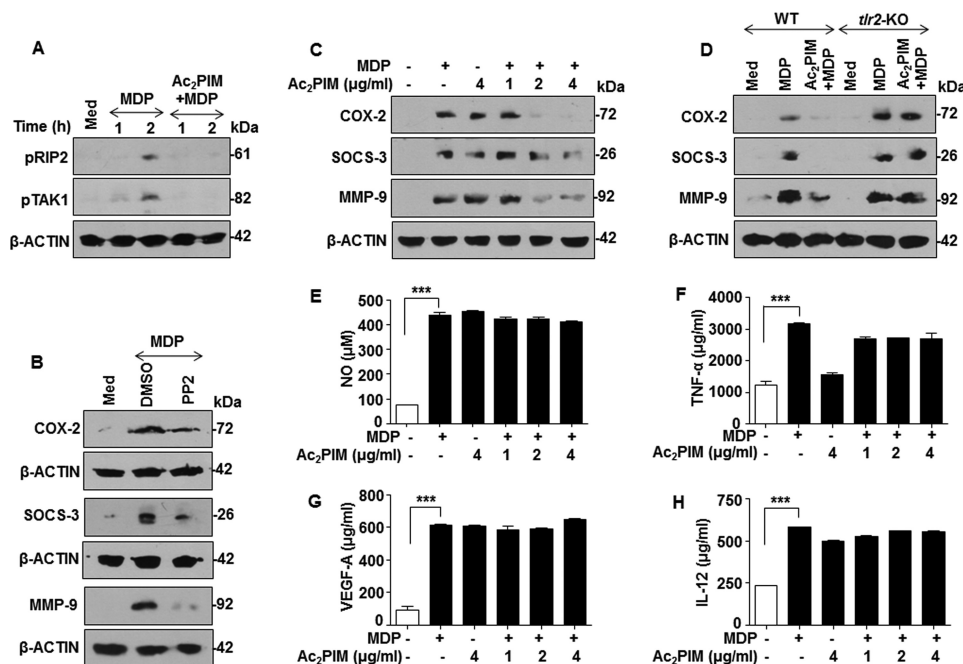 A
MDP
Ac₂PIM
+MDP
Med
Time (h) 1 2 1 2 kDa
pRIP2 -61
pTAK1 -82
β-ACTIN -42
B
MDP
Med DMSO PP2 kDa
COX-2 -72
β-ACTIN -42
SOCS-3 -26
β-ACTIN -42
MMP-9 -92
β-ACTIN -42
C
MDP - + - + + +
Ac₂PIM (μg/ml) - - 4 1 2 4 kDa
COX-2 -72
SOCS-3 -26
MMP-9 -92
β-ACTIN -42
D
WT tlr2-KO
Med MDP Ac₂PIM +MDP Med MDP Ac₂PIM +MDP kDa
COX-2 -72
SOCS-3 -26
MMP-9 -92
β-ACTIN -42
E
***
NO (μM)
500
400
300
200
100
0
MDP - + - + + +
Ac₂PIM (μg/ml) - - 4 1 2 4
F
***
TNF-α (μg/ml)
4000
3000
2000
1000
0
MDP - + - + + +
Ac₂PIM (μg/ml) - - 4 1 2 4
G
***
VEGF-A (μg/ml)
800
600
400
200
0
MDP - + - + + +
Ac₂PIM (μg/ml) - - 4 1 2 4
H
***
IL-12 (μg/ml)
750
500
250
0
MDP - + - + + +
Ac₂PIM (μg/ml) - - 4 1 2 4